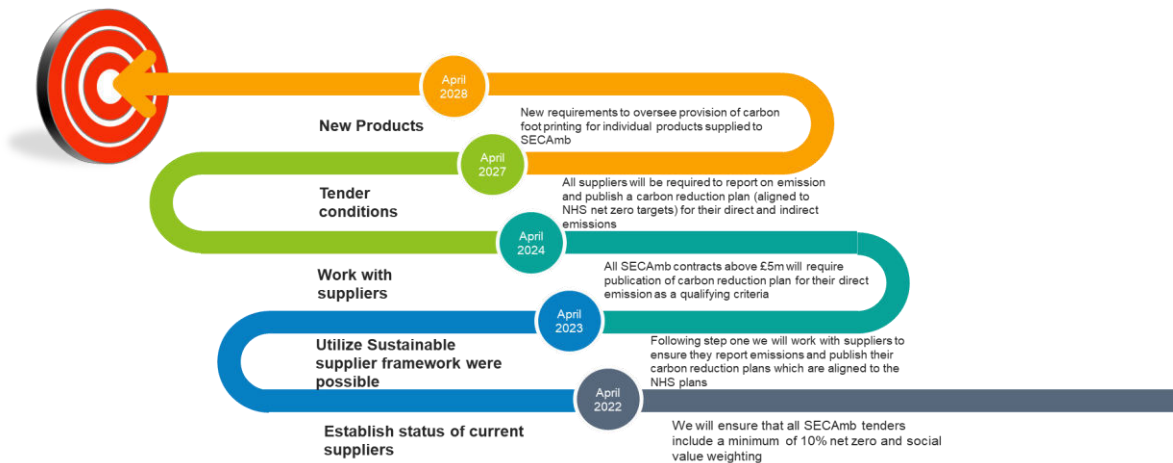 April
2028
New Products
New requirements to oversee provision of carbon
foot printing for individual products supplied to
SECAmb
April
2027
Tender
conditions
All suppliers will be required to report on emission
and publish a carbon reduction plan (aligned to
NHS net zero targets) for their direct and indirect
emissions
April
2024
Work with
suppliers
All SECAmb contracts above £5m will require
publication of carbon reduction plan for their direct
emission as a qualifying criteria
April
2023
Utilize Sustainable
supplier framework were
possible
Following step one we will work with suppliers to
ensure they report emissions and publish their
carbon reduction plans which are aligned to the
NHS plans
April
2022
Establish status of current
suppliers
We will ensure that all SECAmb tenders
include a minimum of 10% net zero and social
value weighting